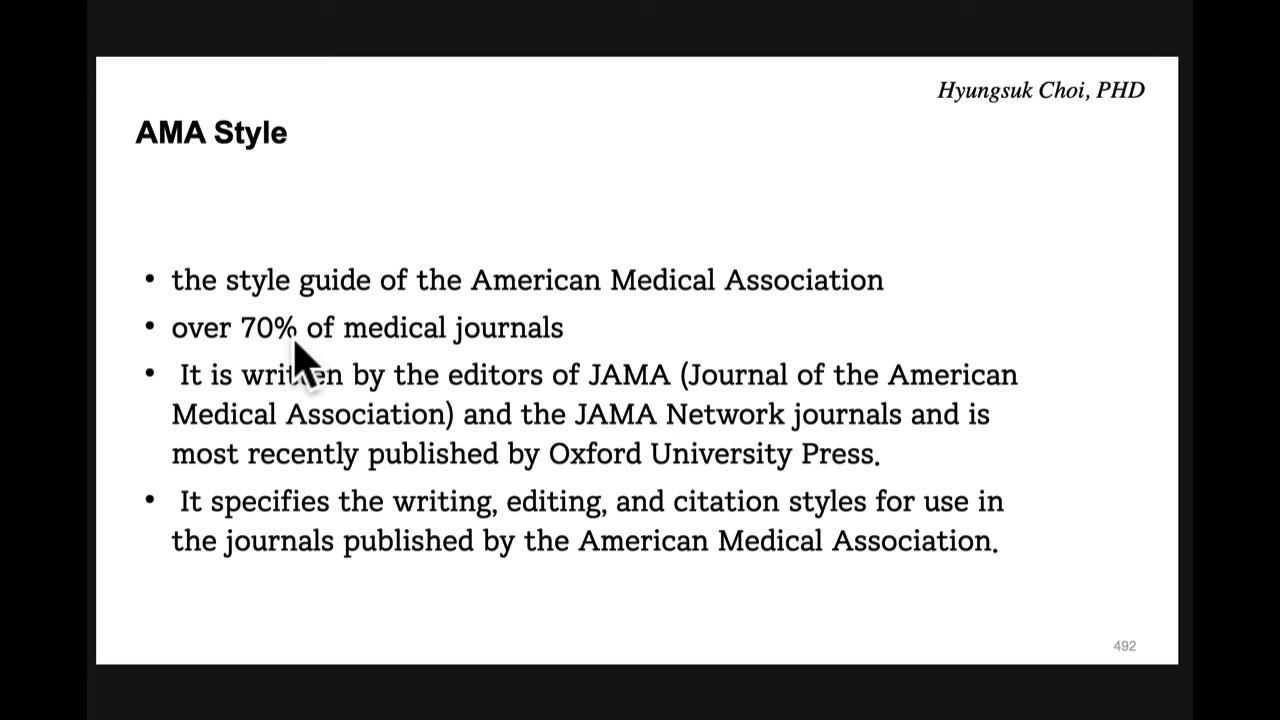 Hyungsuk Choi, PHD
AMA Style
• the style guide of the American Medical Association
• over 70% of medical journals
• It is written by the editors of JAMA (Journal of the American
Medical Association) and the JAMA Network journals and is
most recently published by Oxford University Press.
• It specifies the writing, editing, and citation styles for use in
the journals published by the American Medical Association.
492